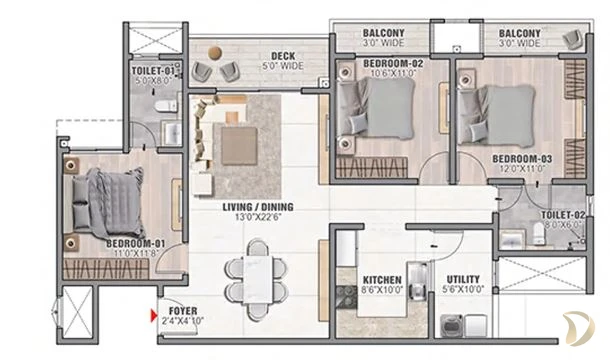 BALCONY
3'0" WIDE
BALCONY
3'0" WIDE
DECK
5'0" WIDE
TOILET-01
5'0"X8'0"
BEDROOM-02
10'6"X11'0"
BEDROOM-03
12'0"X11'0"
LIVING / DINING
13'0"X22'6"
TOILET-02
8'0"X6'0"
BEDROOM-01
11'0"X11'8"
KITCHEN
8'6"X10'0"
UTILITY
5'6"X10'0"
FOYER
2'4"X4'10"